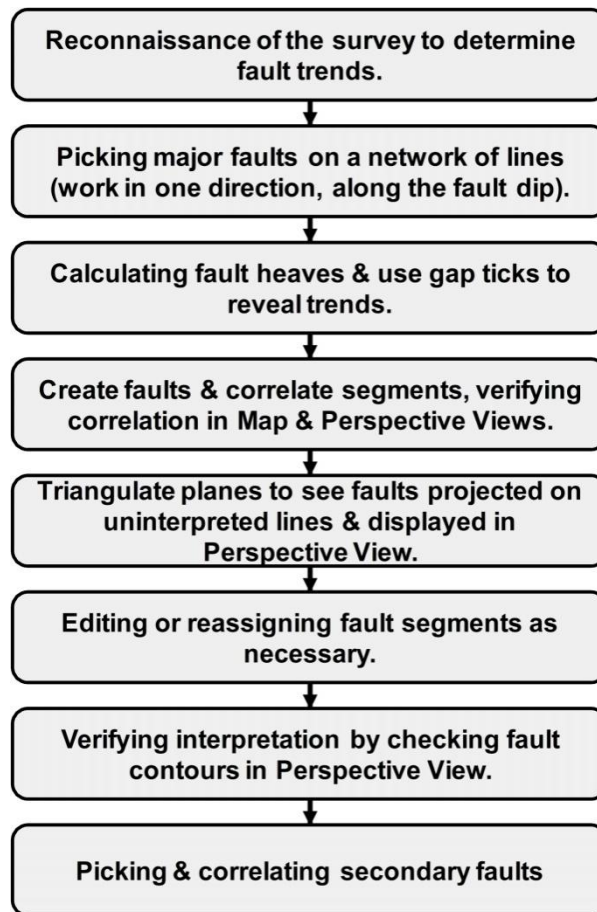 Reconnaissance of the survey to determine
fault trends.
Picking major faults on a network of lines
(work in one direction, along the fault dip).
Calculating fault heaves & use gap ticks to
reveal trends.
Create faults & correlate segments, verifying
correlation in Map & Perspective Views.
Triangulate planes to see faults projected on
uninterpreted lines & displayed in
Perspective View.
Editing or reassigning fault segments as
necessary.
Verifying interpretation by checking fault
contours in Perspective View.
Picking & correlating secondary faults